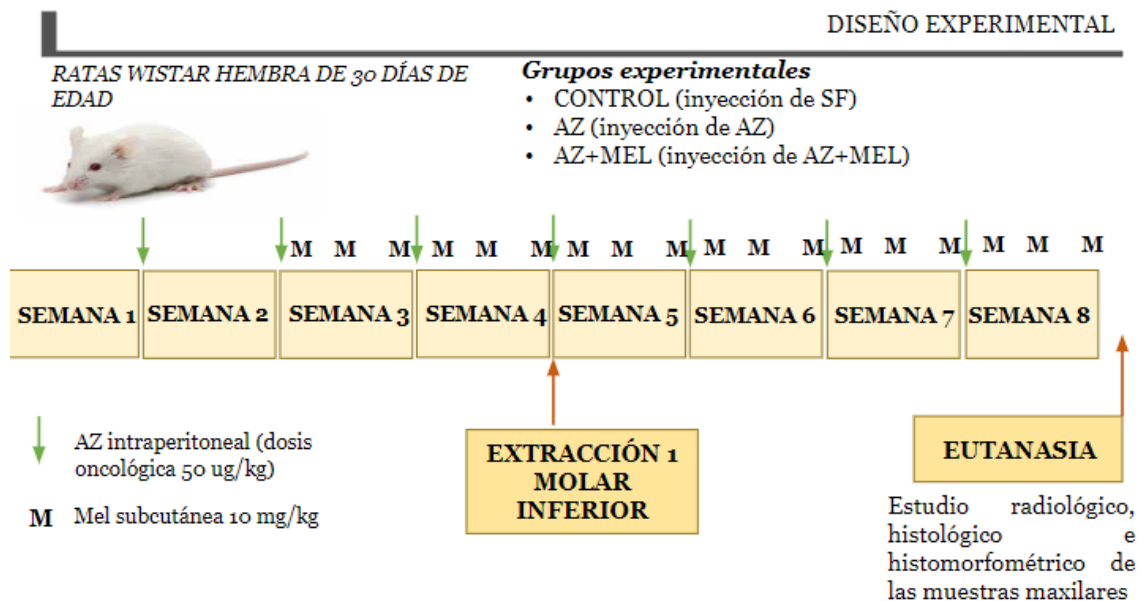 DISEÑO EXPERIMENTAL
RATAS WISTAR HEMBRA DE 30 DÍAS DE
EDAD
Grupos experimentales
• CONTROL (inyección de SF)
• AZ (inyección de AZ)
• AZ+MEL (inyección de AZ+MEL)
M M M M M M M M M M M M M M M M M M
SEMANA 1 SEMANA 2 SEMANA 3 SEMANA 4 SEMANA 5 SEMANA 6 SEMANA 7 SEMANA 8
AZ intraperitoneal (dosis
oncológica 50 ug/kg)
M Mel subcutánea 10 mg/kg
EXTRACCIÓN 1
MOLAR
INFERIOR
EUTANASIA
Estudio radiológico,
histológico e
histomorfométrico de
las muestras maxilares